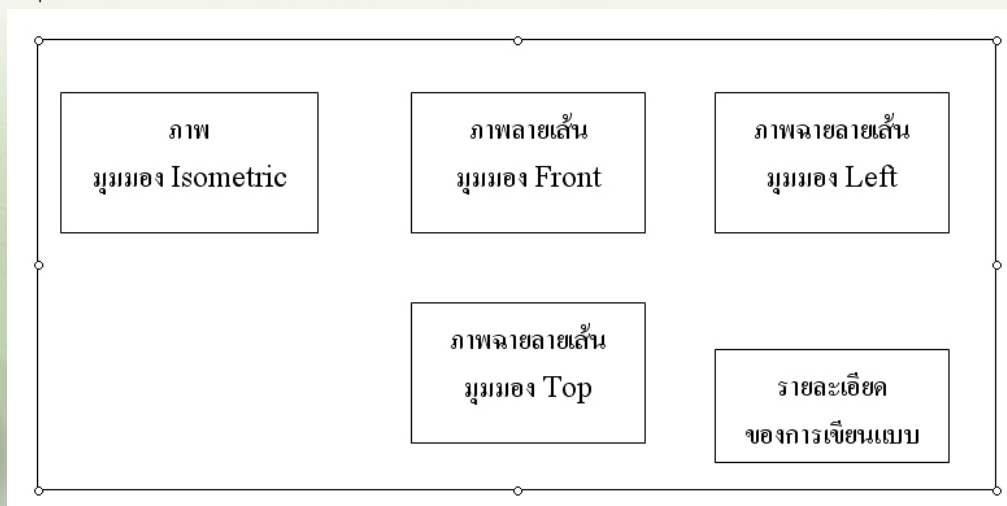 ภาพ
มุมมอง Isometric
ภาพลายเส้น
มุมมอง Front
ภาพฉายลายเส้น
มุมมอง Left
ภาพฉายลายเส้น
มุมมอง Top
รายละเอียด
ของการเขียนแบบ